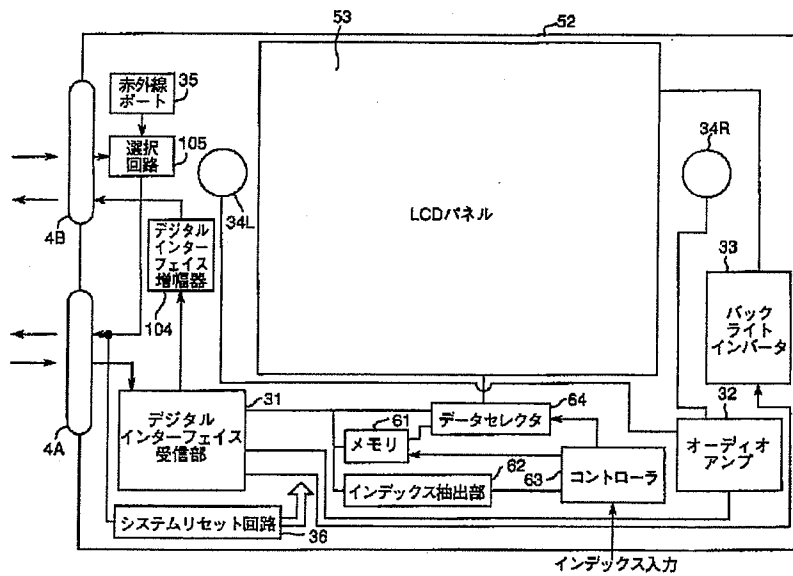 53
52
赤外線
ポート
35
選択
回路
105
34L
34R
LCDパネル
4B
デジタル
インター
フェイス
増幅器
104
33
バック
ライト
インバータ
4A
31
デジタル
インターフェイス
受信部
61
メモリ
64
データセレクタ
32
オーディオ
アンプ
62
インデックス抽出部
63
コントローラ
システムリセット回路
36
インデックス入力